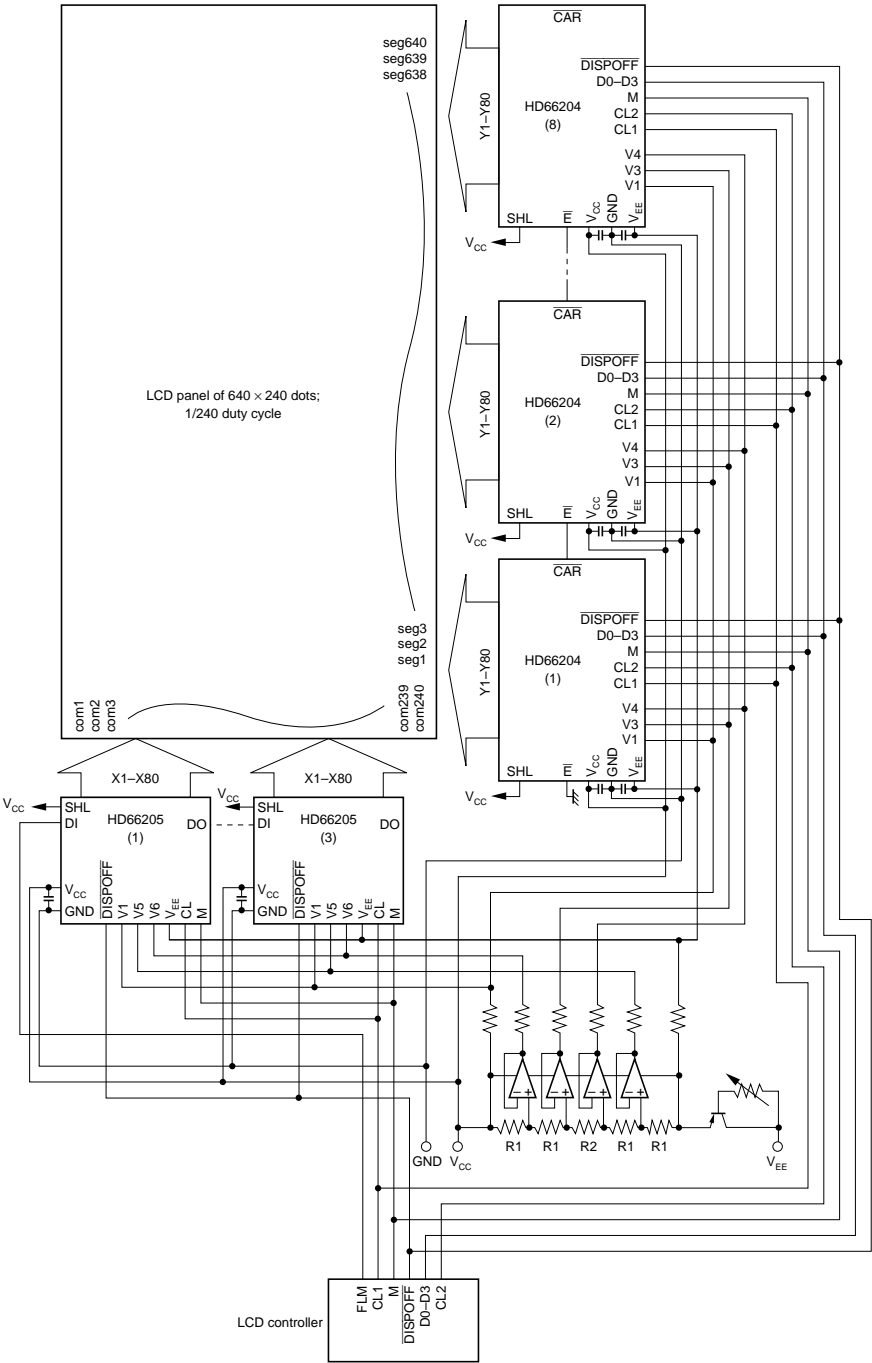 seg640
seg639
seg638
LCD panel of 640 × 240 dots;
1/240 duty cycle
seg3
seg2
seg1
com1
com2
com3
com239
com240
Y1–Y80
CAR
HD66204
(8)
DISPOFF
D0–D3
M
CL2
CL1
V4
V3
V1
SHL
E
VCC
GND
VEE
VCC
Y1–Y80
CAR
HD66204
(2)
DISPOFF
D0–D3
M
CL2
CL1
V4
V3
V1
SHL
E
VCC
GND
VEE
VCC
Y1–Y80
CAR
HD66204
(1)
DISPOFF
D0–D3
M
CL2
CL1
V4
V3
V1
SHL
E
VCC
GND
VEE
VCC
X1–X80
X1–X80
VCC
SHL
DI
HD66205
(1)
DO
VCC
GND
DISPOFF
V1
V5
V6
VEE
CL
M
VCC
SHL
DI
HD66205
(3)
DO
VCC
GND
DISPOFF
V1
V5
V6
VEE
CL
M
– +
– +
– +
– +
R1
R1
R2
R1
R1
GND
VCC
VEE
LCD controller
FLM
CL1
M
DISPOFF
D0–D3
CL2